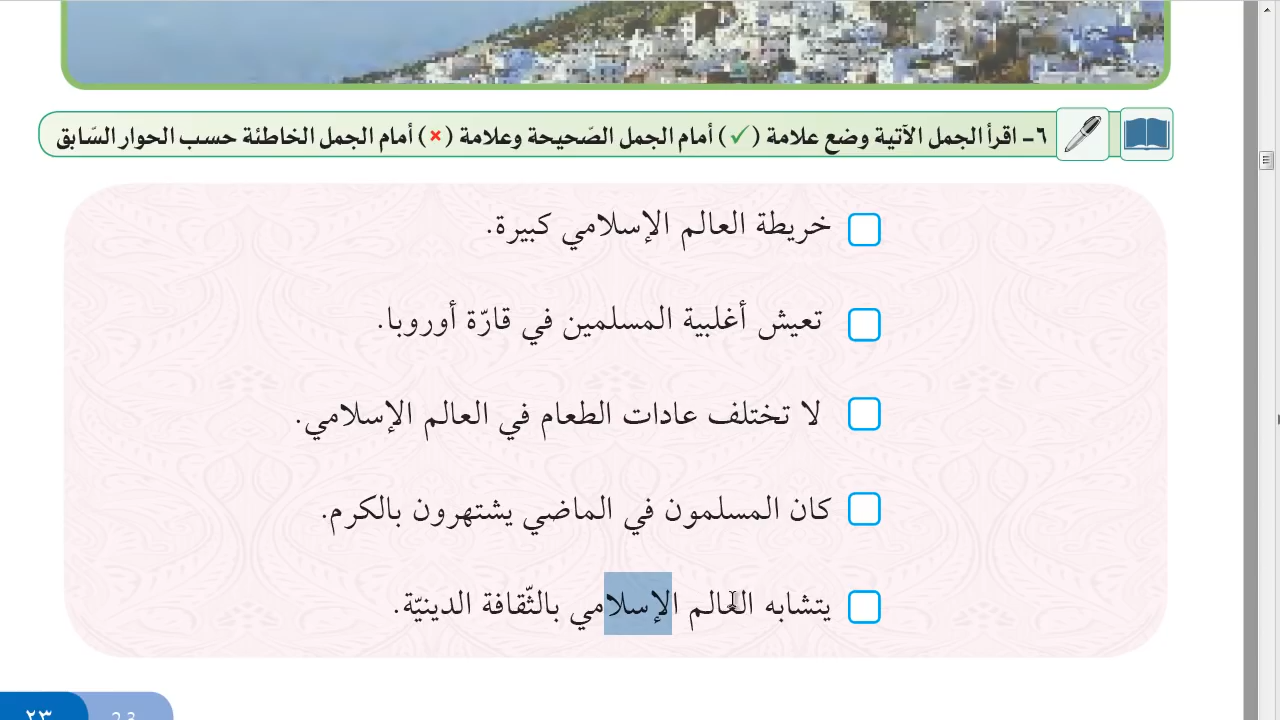 ٦- اقرأ الجمل الآتية وضع علامة (✓) أمام الجمل الصّحيحة وعلامة (×) أمام الجمل الخاطئة حسب الحوار السّابق
خريطة العالم الإسلامي كبيرة.
تعيش أغلبية المسلمين في قارّة أوروبا.
لا تختلف عادات الطعام في العالم الإسلامي.
كان المسلمون في الماضي يشتهرون بالكرم.
يتشابه العالم الإسلامي بالثّقافة الدينيّة.
٢٣ 23